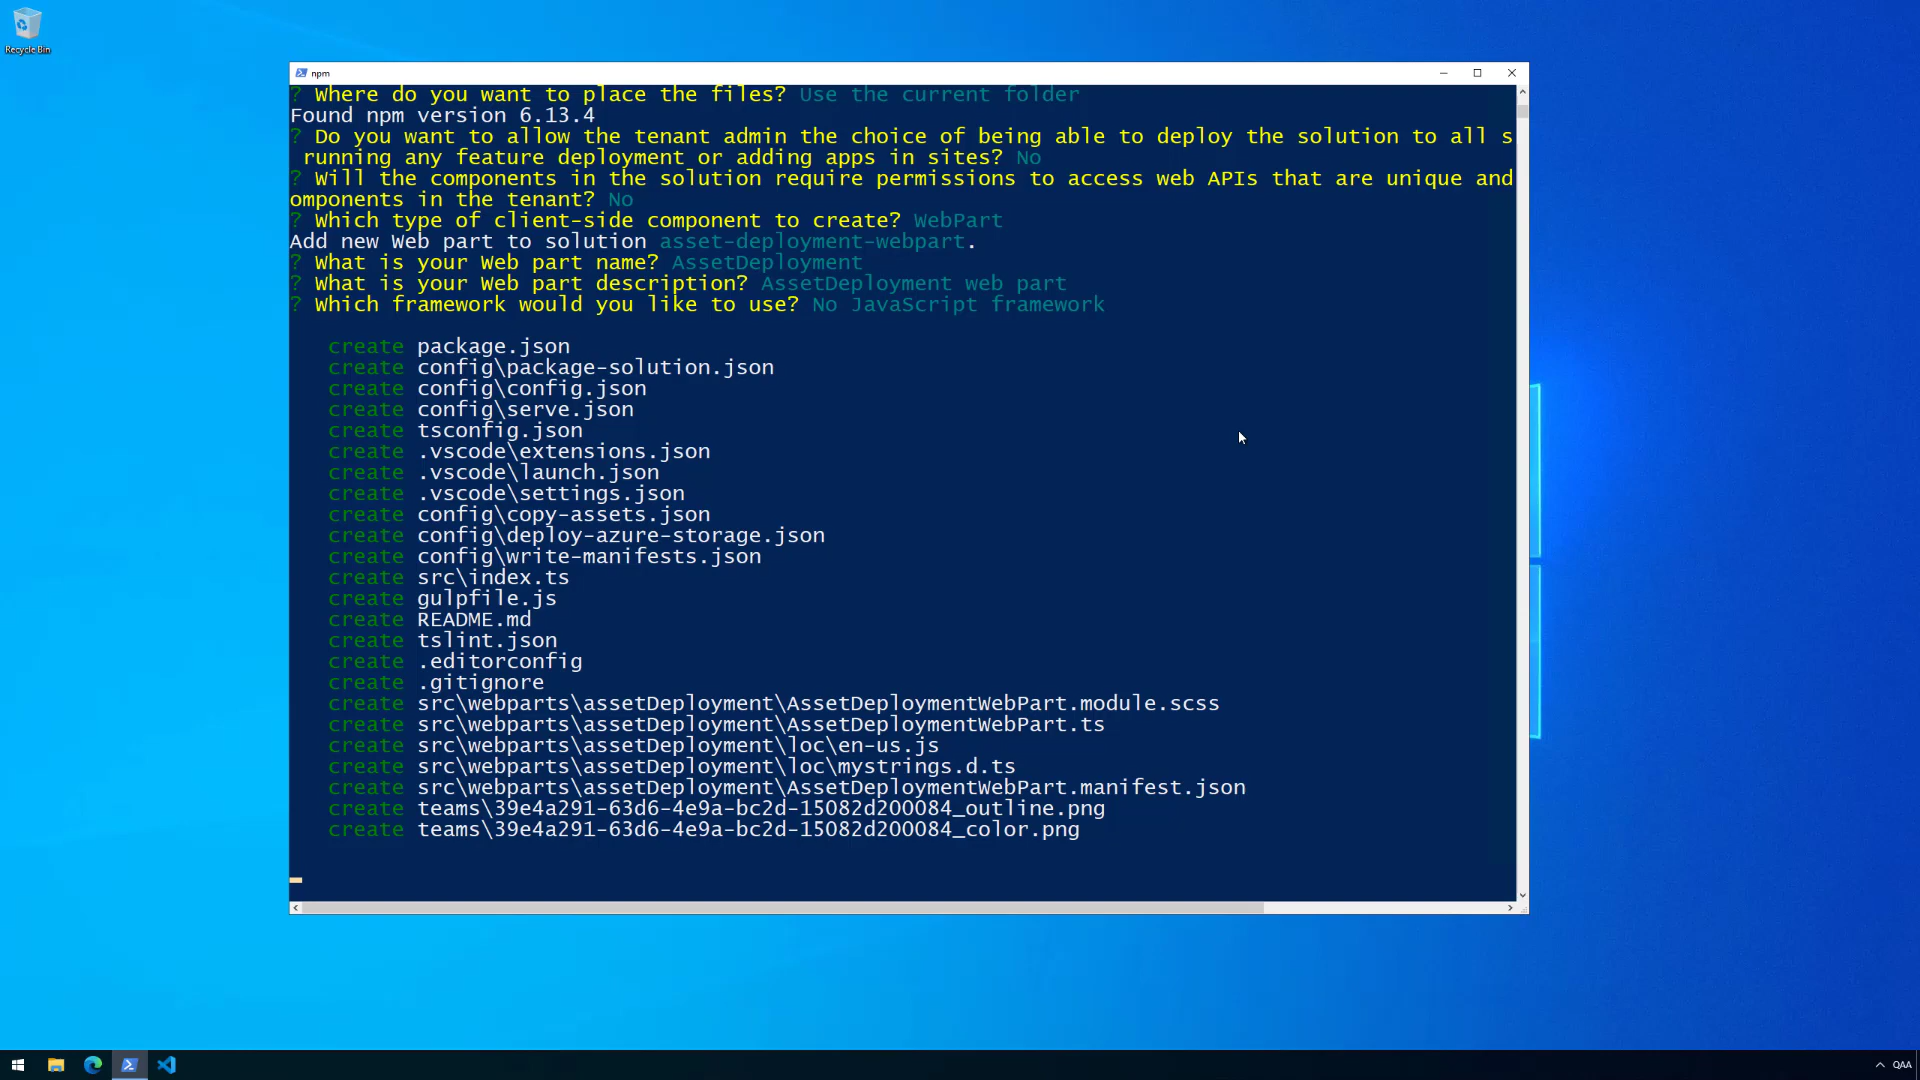 Recycle Bin
npm
? Where do you want to place the files? Use the current folder
Found npm version 6.13.4
? Do you want to allow the tenant admin the choice of being able to deploy the solution to all s
running any feature deployment or adding apps in sites? No
? Will the components in the solution require permissions to access web APIs that are unique and
omponents in the tenant? No
? Which type of client-side component to create? WebPart
Add new Web part to solution asset-deployment-webpart.
? What is your Web part name? AssetDeployment
? What is your Web part description? AssetDeployment web part
? Which framework would you like to use? No JavaScript framework
create package.json
create config\package-solution.json
create config\config.json
create config\serve.json
create tsconfig.json
create .vscode\extensions.json
create .vscode\launch.json
create .vscode\settings.json
create config\copy-assets.json
create config\deploy-azure-storage.json
create config\write-manifests.json
create src\index.ts
create gulpfile.js
create README.md
create tslint.json
create .editorconfig
create .gitignore
create src\webparts\assetDeployment\AssetDeploymentWebPart.module.scss
create src\webparts\assetDeployment\AssetDeploymentWebPart.ts
create src\webparts\assetDeployment\loc\en-us.js
create src\webparts\assetDeployment\loc\mystrings.d.ts
create src\webparts\assetDeployment\AssetDeploymentWebPart.manifest.json
create teams\39e4a291-63d6-4e9a-bc2d-15082d200084_outline.png
create teams\39e4a291-63d6-4e9a-bc2d-15082d200084_color.png
QAA